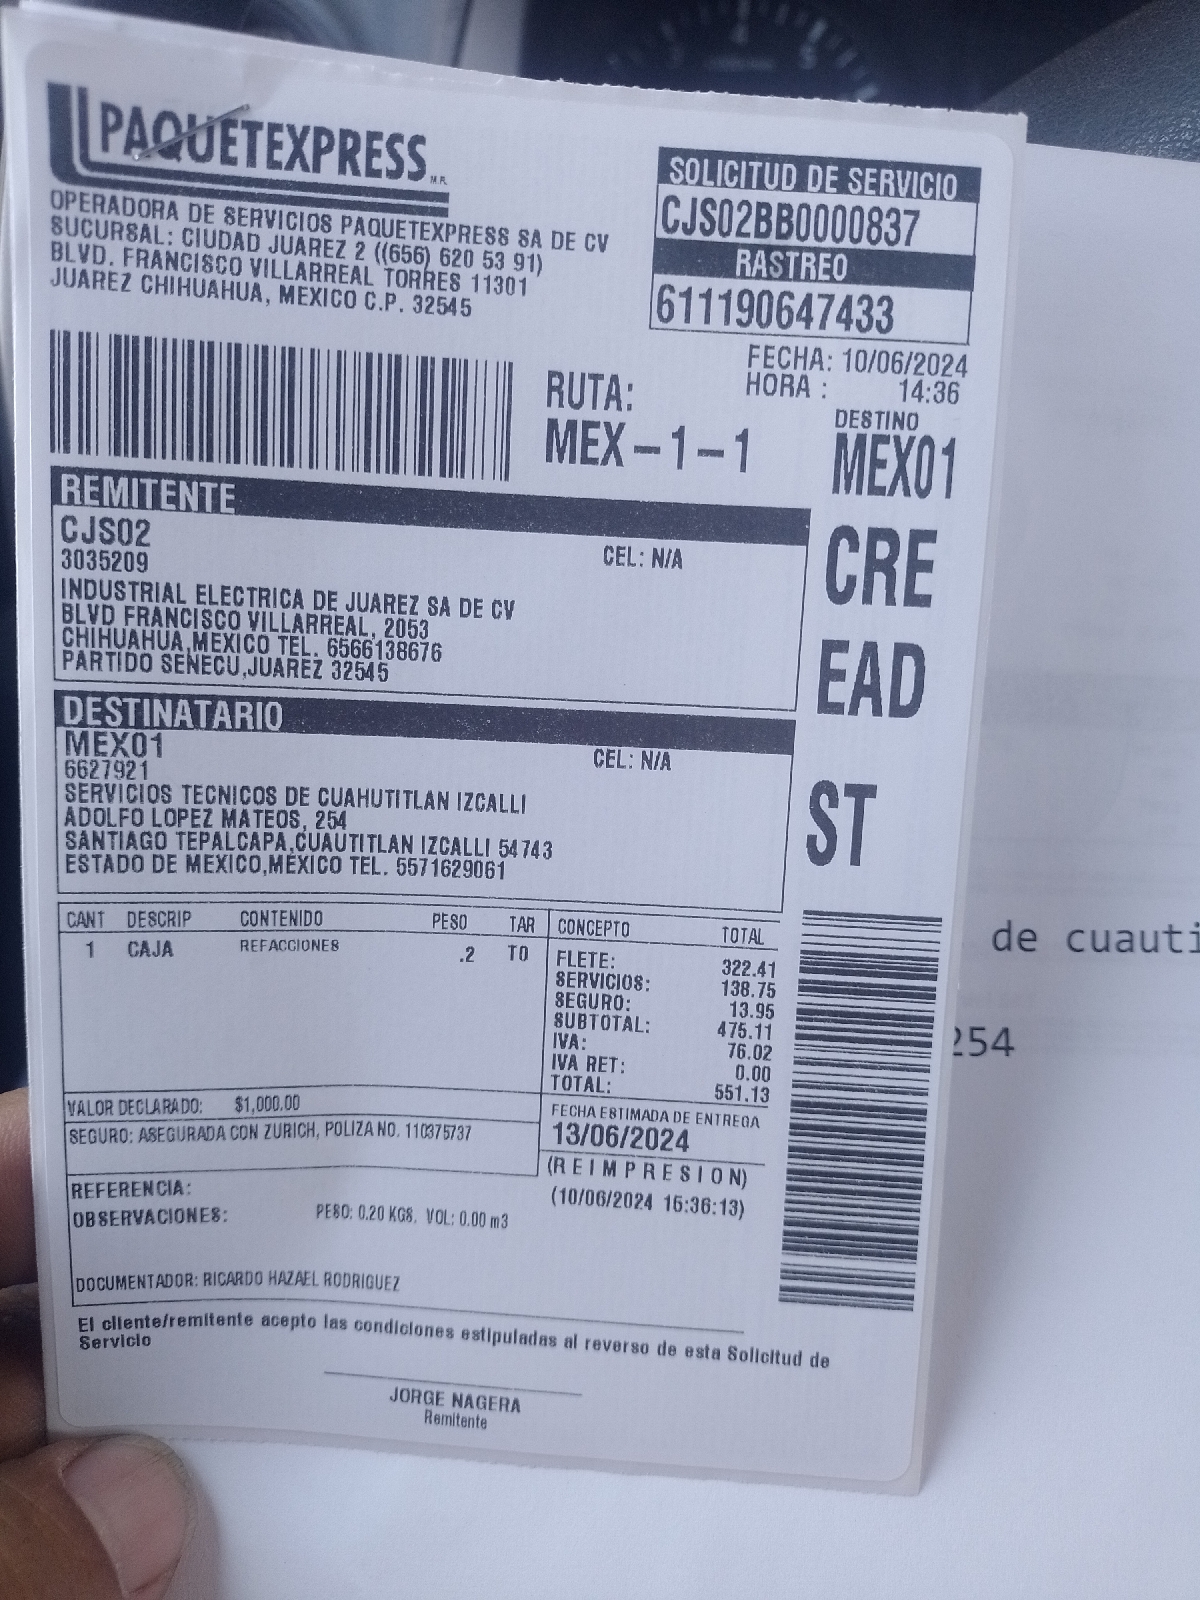 PAQUETEXPRESS M.R.
OPERADORA DE SERVICIOS PAQUETEXPRESS SA DE CV
SUCURSAL: CIUDAD JUAREZ 2 ((656) 620 53 91)
BLVD. FRANCISCO VILLARREAL TORRES 11301
JUAREZ CHIHUAHUA, MEXICO C.P. 32545
SOLICITUD DE SERVICIO
CJS02BB0000837
RASTREO
611190647433
FECHA: 10/06/2024
HORA : 14:36
RUTA:
MEX-1-1
DESTINO
MEX01
CRE
EAD
ST
REMITENTE
CJS02
3035209
CEL: N/A
INDUSTRIAL ELECTRICA DE JUAREZ SA DE CV
BLVD FRANCISCO VILLARREAL, 2053
CHIHUAHUA,MEXICO TEL. 6566138676
PARTIDO SENECU,JUAREZ 32545
DESTINATARIO
MEX01
6627921
CEL: N/A
SERVICIOS TECNICOS DE CUAHUTITLAN IZCALLI
ADOLFO LOPEZ MATEOS, 254
SANTIAGO TEPALCAPA,CUAUTITLAN IZCALLI 54743
ESTADO DE MEXICO,MEXICO TEL. 5571629061
CANT DESCRIP CONTENIDO PESO TAR
1 CAJA REFACCIONES .2 T0
CONCEPTO TOTAL
FLETE: 322.41
SERVICIOS: 138.75
SEGURO: 13.95
SUBTOTAL: 475.11
IVA: 76.02
IVA RET: 0.00
TOTAL: 551.13
VALOR DECLARADO: $1,000.00
SEGURO: ASEGURADA CON ZURICH, POLIZA NO. 110375737
FECHA ESTIMADA DE ENTREGA
13/06/2024
(REIMPRESION)
(10/06/2024 15:36:13)
REFERENCIA:
OBSERVACIONES: PESO: 0.20 KGS. VOL: 0.00 m3
DOCUMENTADOR: RICARDO HAZAEL RODRIGUEZ
El cliente/remitente acepto las condiciones estipuladas al reverso de esta Solicitud de
Servicio
JORGE NAGERA
Remitente
de cuauti
254